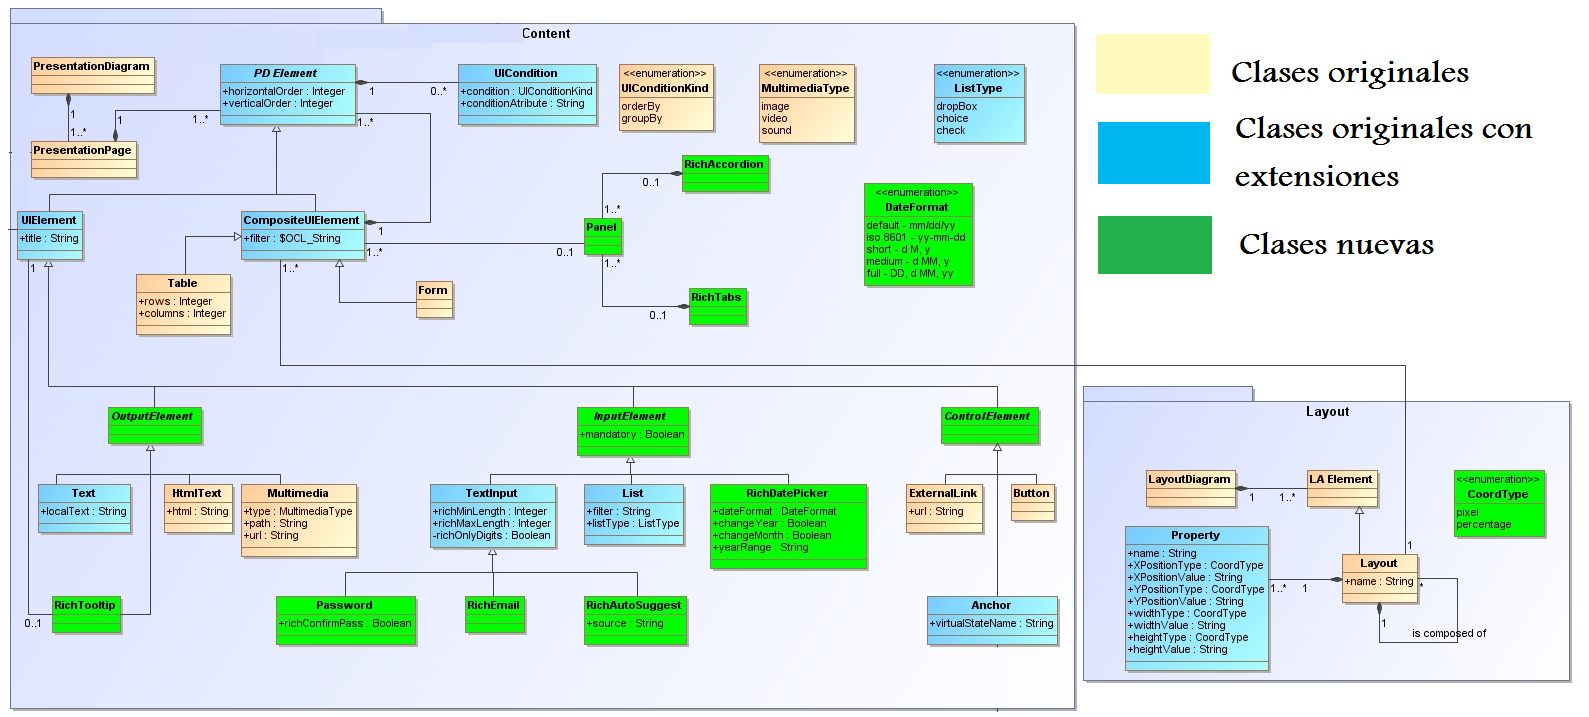 Content
PresentationDiagram
1
1..*
PresentationPage
1
1..*
PD Element
+horizontalOrder : Integer
+verticalOrder : Integer
1
0..*
1..*
UICondition
+condition : UIConditionKind
+conditionAtribute : String
<<enumeration>>
UIConditionKind
orderBy
groupBy
<<enumeration>>
MultimediaType
image
video
sound
<<enumeration>>
ListType
dropBox
choice
check
Clases originales
Clases originales con
extensiones
Clases nuevas
RichAccordion
0..1
1..*
<<enumeration>>
DateFormat
default - mm/dd/yy
iso 8601 - yy-mm-dd
short - d M, y
medium - d MM, y
full - DD, d MM, yy
UIElement
+title : String
1
CompositeUIElement
+filter : $OCL_String
1
1..*
1..*
Panel
0..1
1..*
Table
+rows : Integer
+columns : Integer
Form
RichTabs
0..1
OutputElement
InputElement
+mandatory : Boolean
ControlElement
Text
+localText : String
HtmlText
+html : String
Multimedia
+type : MultimediaType
+path : String
+url : String
TextInput
+richMinLength : Integer
+richMaxLength : Integer
-richOnlyDigits : Boolean
List
+filter : String
+listType : ListType
RichDatePicker
+dateFormat : DateFormat
+changeYear : Boolean
+changeMonth : Boolean
+yearRange : String
ExternalLink
+url : String
Button
RichTooltip
0..1
Password
+richConfirmPass : Boolean
RichEmail
RichAutoSuggest
+source : String
Anchor
+virtualStateName : String
Layout
LayoutDiagram
1
1..*
LA Element
<<enumeration>>
CoordType
pixel
percentage
Property
+name : String
+XPositionType : CoordType
+XPositionValue : String
+YPositionType : CoordType
+YPositionValue : String
+widthType : CoordType
+widthValue : String
+heightType : CoordType
+heightValue : String
1..*
1
1
Layout
+name : String
*
1
is composed of